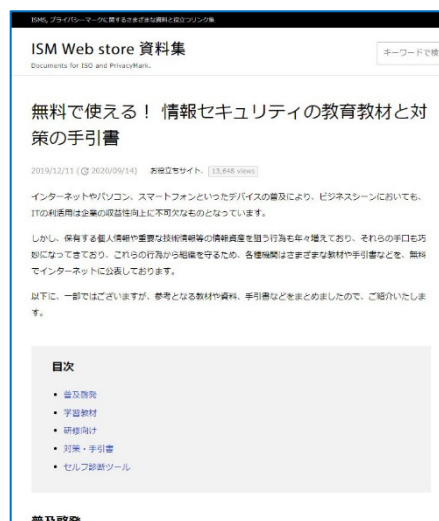 ISMS, プライバシーマークに関するさまざまな資料と役立つリンク集
ISM Web store 資料集
Documents for ISO and PrivacyMark.
キーワードで検
無料で使える！ 情報セキュリティの教育教材と対
策の手引書
2019/12/11 ( 2020/09/14) お役立ちサイト、 13,648 views
インターネットやパソコン、スマートフォンといったデバイスの普及により、ビジネスシーンにおいても、
ITの利活用は企業の収益性向上に不可欠なものとなっています。
しかし、保有する個人情報や重要な技術情報等の情報資産を狙う行為も年々増えており、それらの手口も巧
妙になってきており、これらの行為から組織を守るため、各種機関はさまざまな教材や手引書などを、無料
でインターネットに公表しております。
以下に、一部ではございますが、参考となる教材や資料、手引書などをまとめましたので、ご紹介いたしま
す。
目次
• 普及啓発
• 学習教材
• 研修向け
• 対策・手引書
• セルフ診断ツール
普及啓発